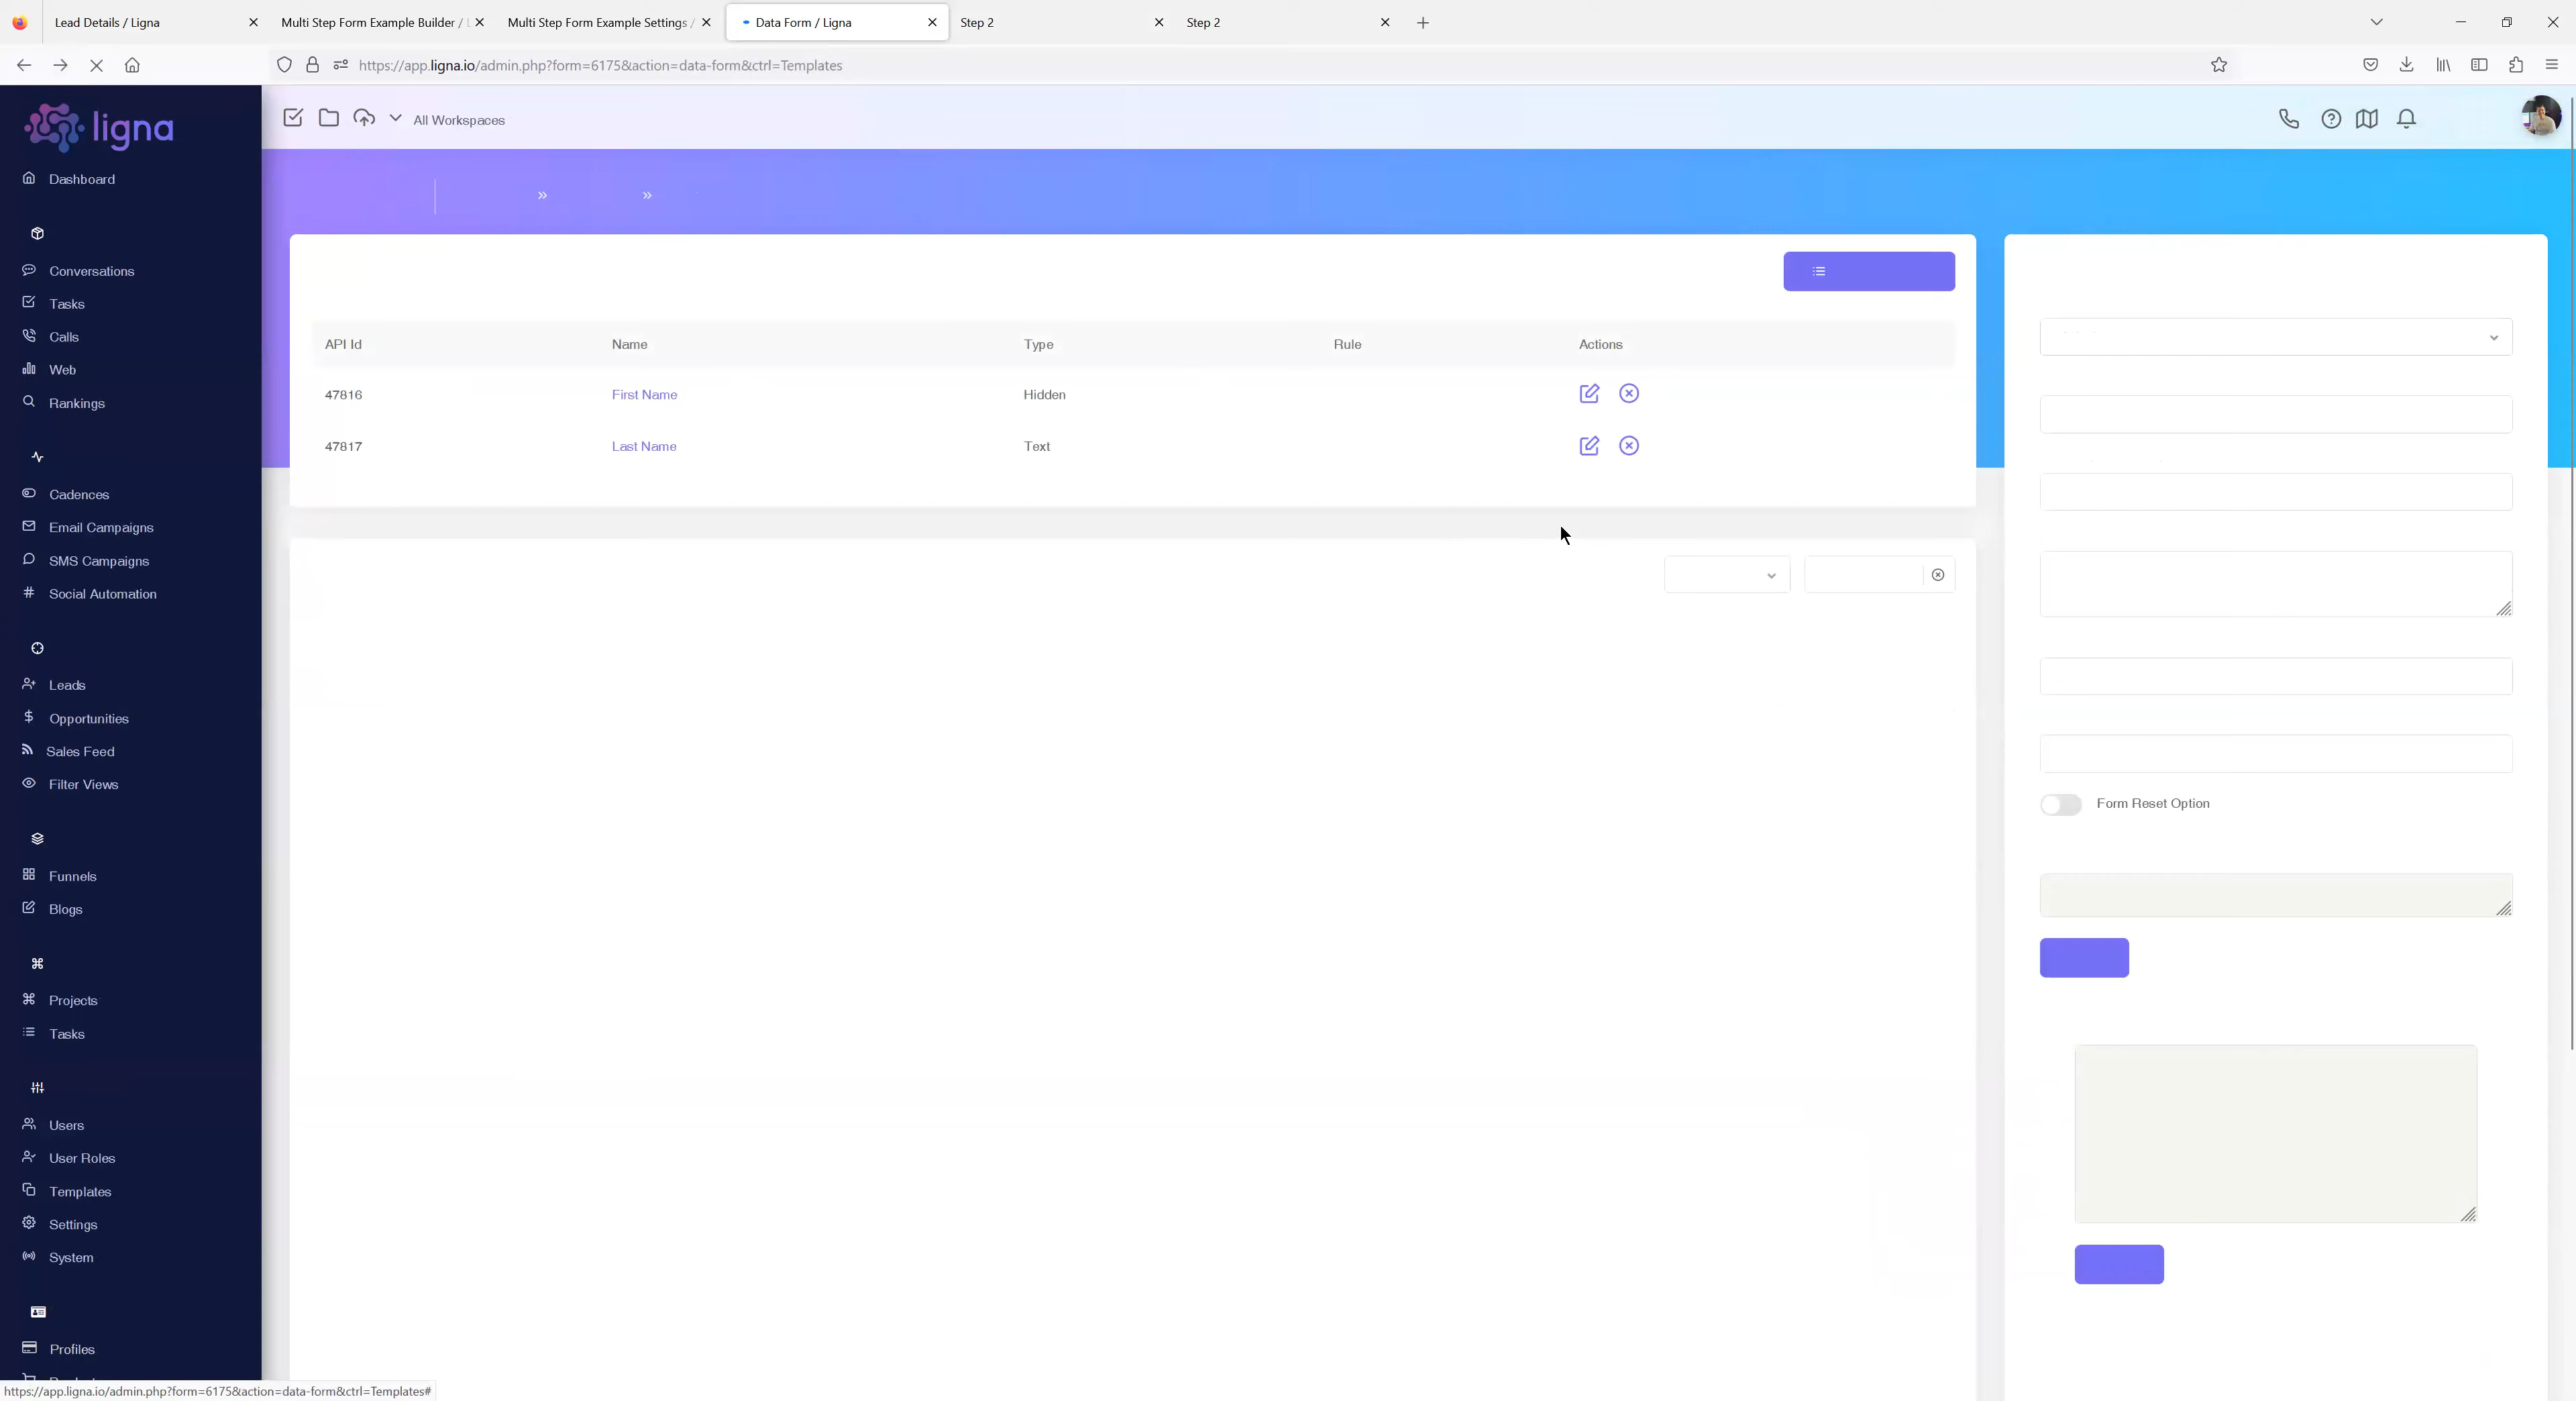 Lead Details / Ligna
Multi Step Form Example Builder / L
Multi Step Form Example Settings /
Data Form / Ligna
Step 2
Step 2
https://app.ligna.io/admin.php?form=6175&action=data-form&ctrl=Templates
ligna
All Workspaces
Dashboard
Conversations
Tasks
Calls
Web
Rankings
Cadences
Email Campaigns
SMS Campaigns
Social Automation
Leads
Opportunities
Sales Feed
Filter Views
Funnels
Blogs
Projects
Tasks
Users
User Roles
Templates
Settings
System
Profiles
API Id Name Type Rule Actions
47816 First Name Hidden
47817 Last Name Text
Form Reset Option
https://app.ligna.io/admin.php?form=6175&action=data-form&ctrl=Templates#